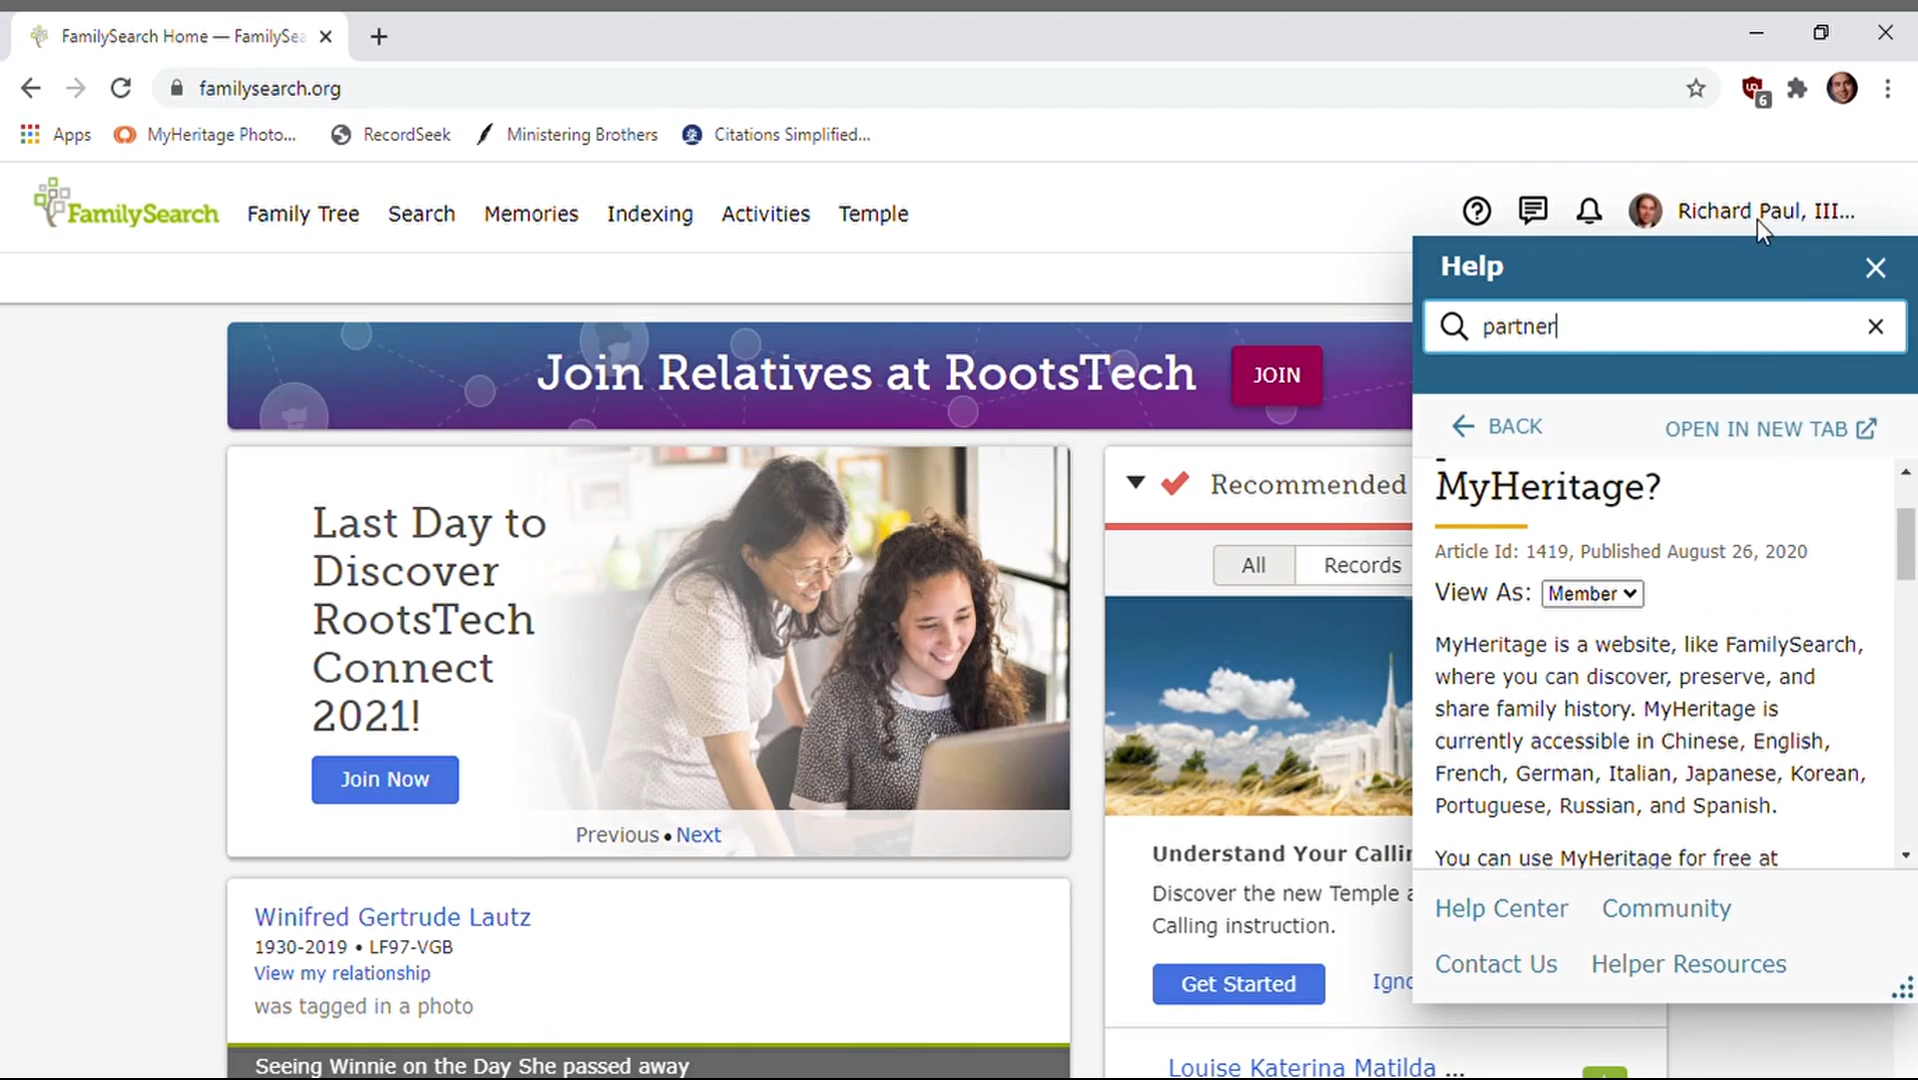 FamilySearch Home — FamilySea
familysearch.org
6
Apps
MyHeritage Photo...
RecordSeek
Ministering Brothers
Citations Simplified...
FamilySearch
Family Tree
Search
Memories
Indexing
Activities
Temple
Richard Paul, III...
Help
partner
BACK
OPEN IN NEW TAB
MyHeritage?
Article Id: 1419, Published August 26, 2020
View As: Member
MyHeritage is a website, like FamilySearch,
where you can discover, preserve, and
share family history. MyHeritage is
currently accessible in Chinese, English,
French, German, Italian, Japanese, Korean,
Portuguese, Russian, and Spanish.
You can use MyHeritage for free at
Help Center
Community
Contact Us
Helper Resources
Join Relatives at RootsTech
JOIN
Last Day to
Discover
RootsTech
Connect
2021!
Join Now
Previous • Next
Recommended
All
Records
Understand Your Calli
Discover the new Temple a
Calling instruction.
Get Started
Igno
Louise Katerina Matilda ...
Winifred Gertrude Lautz
1930-2019 • LF97-VGB
View my relationship
was tagged in a photo
Seeing Winnie on the Day She passed away